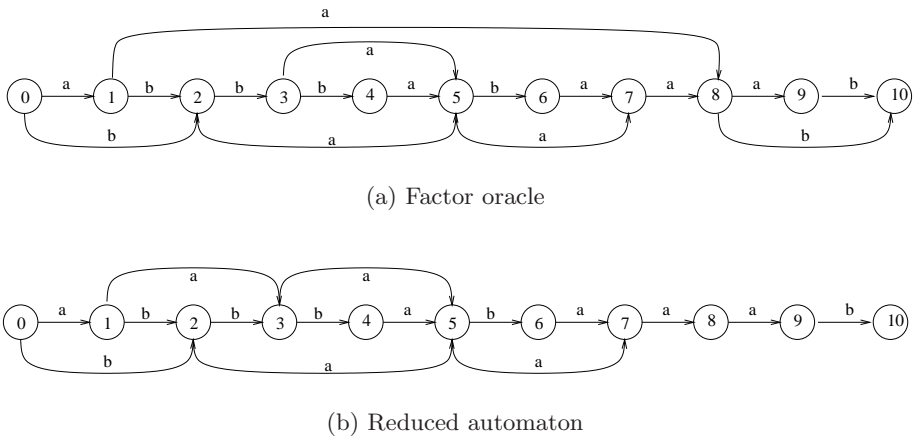 a
a
a b b b a b a a a b
0 1 2 3 4 5 6 7 8 9 10
b a a b
(a) Factor oracle
a a
a b b b a b a a a b
0 1 2 3 4 5 6 7 8 9 10
b a a
(b) Reduced automaton